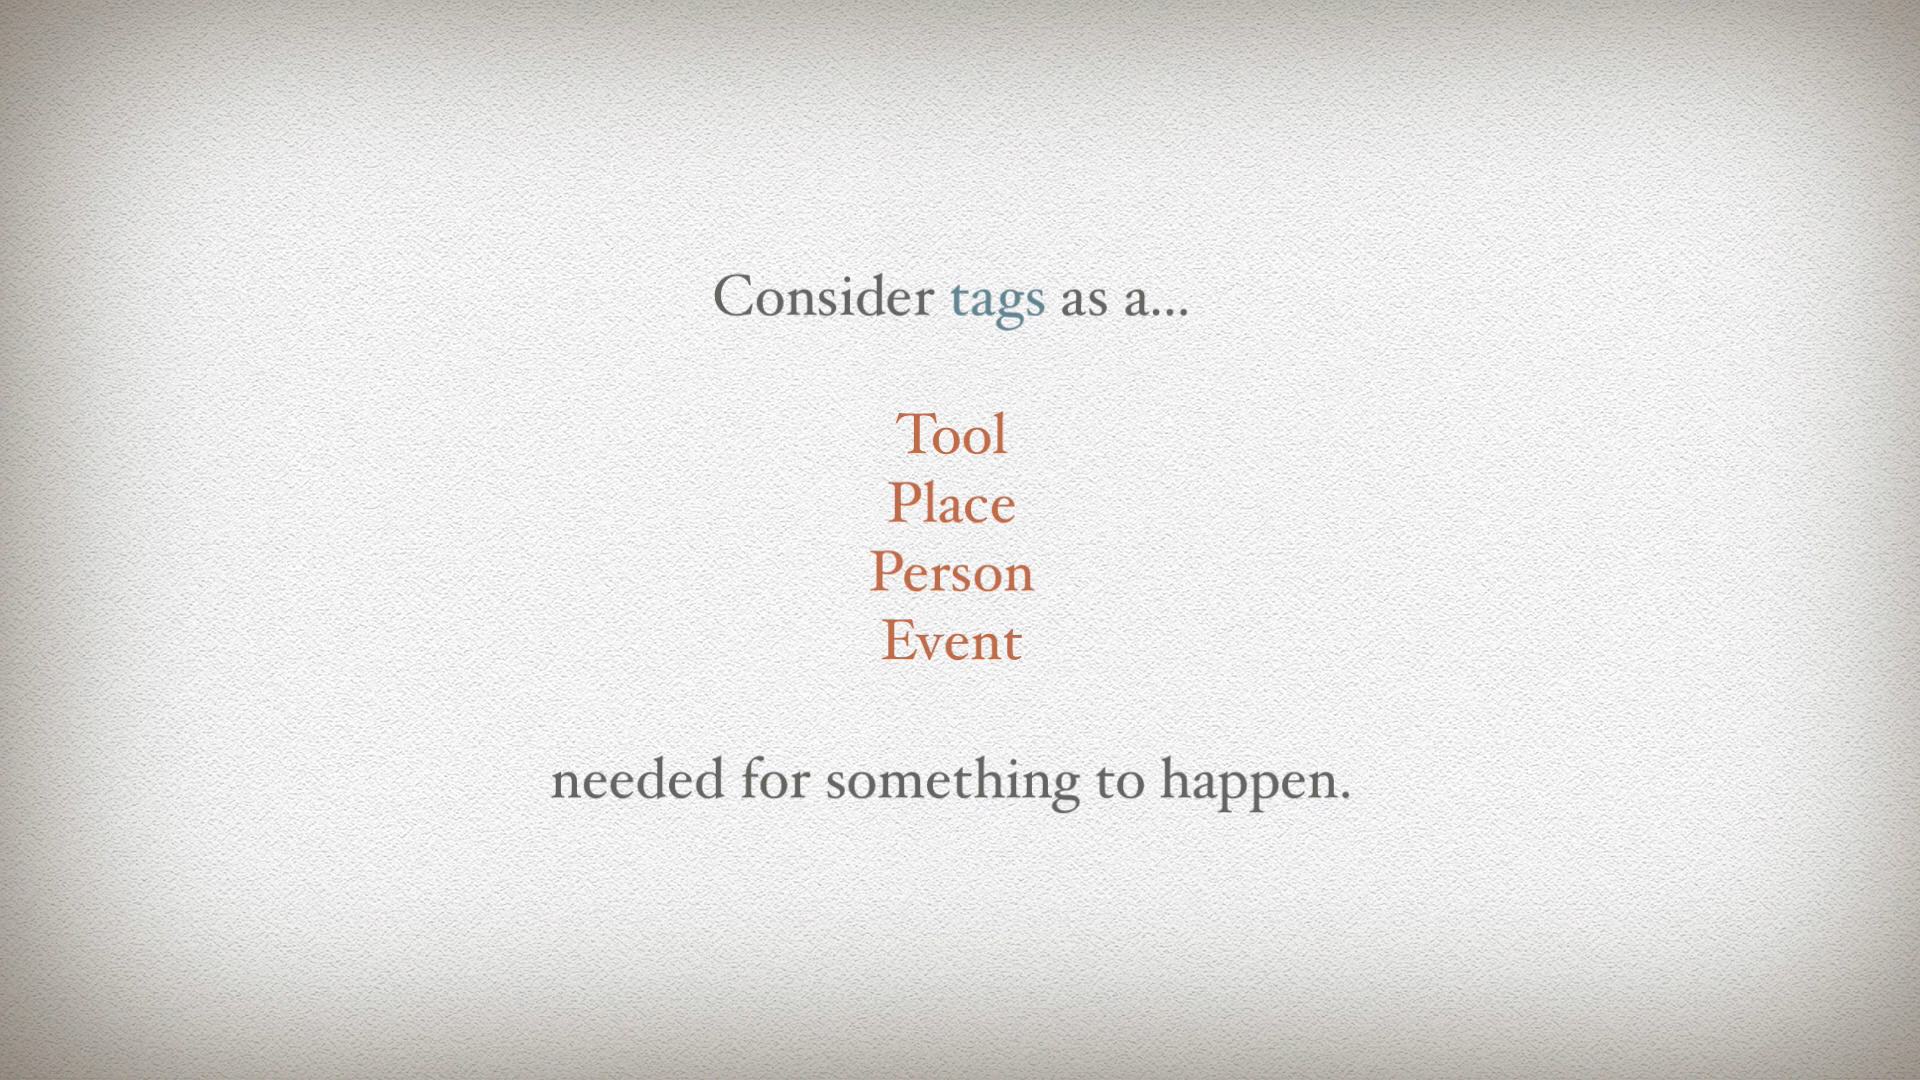 Consider tags as a...
Tool
Place
Person
Event
needed for something to happen.